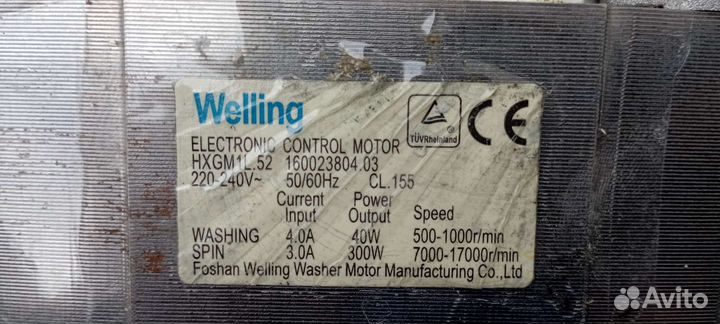 Welling
TÜVRheinland
CE
ELECTRONIC CONTROL MOTOR
HXGM1L.52 160023804.03
220-240V~ 50/60Hz CL.155
Current Power
Input Output Speed
WASHING 4.0A 40W 500-1000r/min
SPIN 3.0A 300W 7000-17000r/min
Foshan Welling Washer Motor Manufacturing Co.,Ltd
Avito